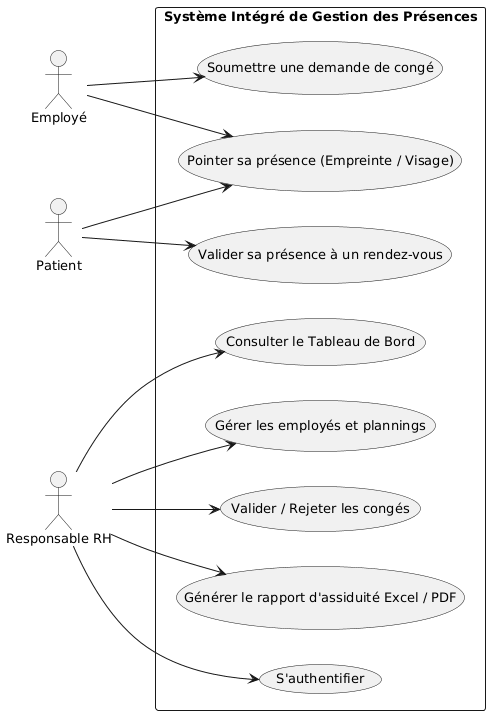 Système Intégré de Gestion des Présences
Soumettre une demande de congé
Employé
Pointer sa présence (Empreinte / Visage)
Patient
Valider sa présence à un rendez-vous
Consulter le Tableau de Bord
Gérer les employés et plannings
Valider / Rejeter les congés
Responsable RH
Générer le rapport d'assiduité Excel / PDF
S'authentifier